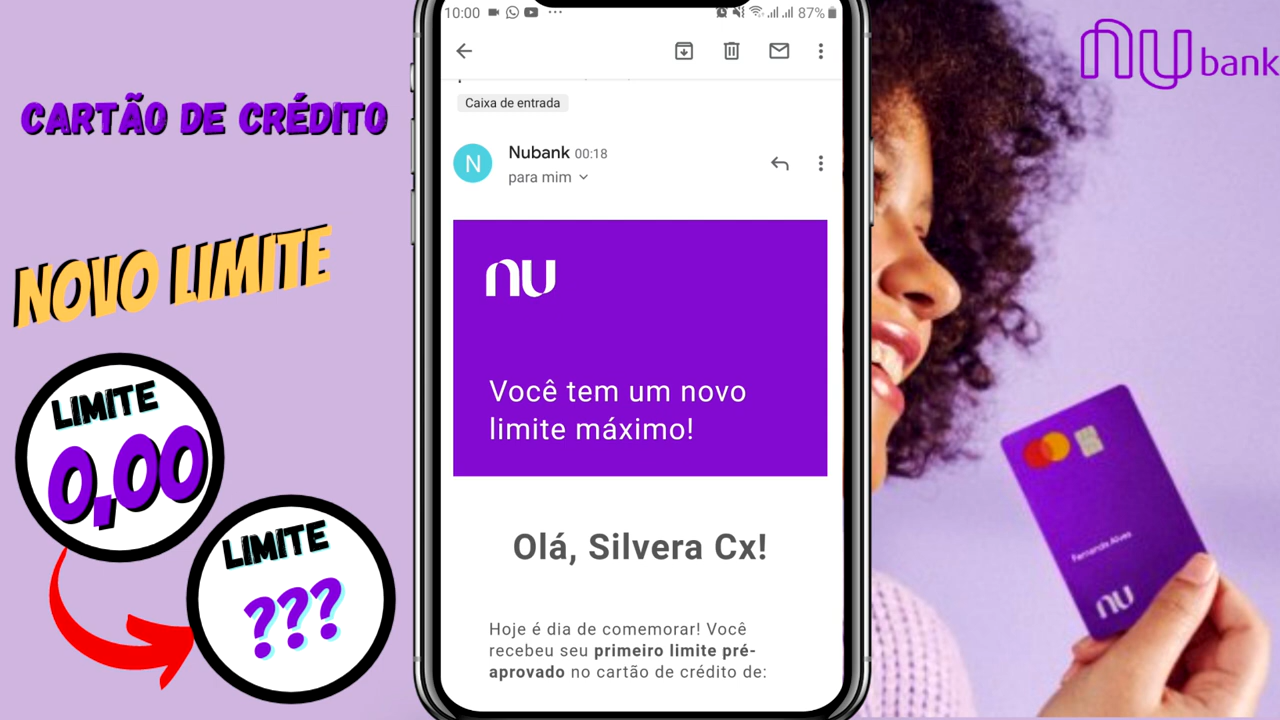 CARTÃO DE CRÉDITO
NOVO LIMITE
LIMITE
0,00
LIMITE
???
10:00
87%
Caixa de entrada
N
Nubank 00:18
para mim
nu
Você tem um novo
limite máximo!
Olá, Silvera Cx!
Hoje é dia de comemorar! Você
recebeu seu primeiro limite pré-
aprovado no cartão de crédito de:
nu bank
Fernanda Alves
nu